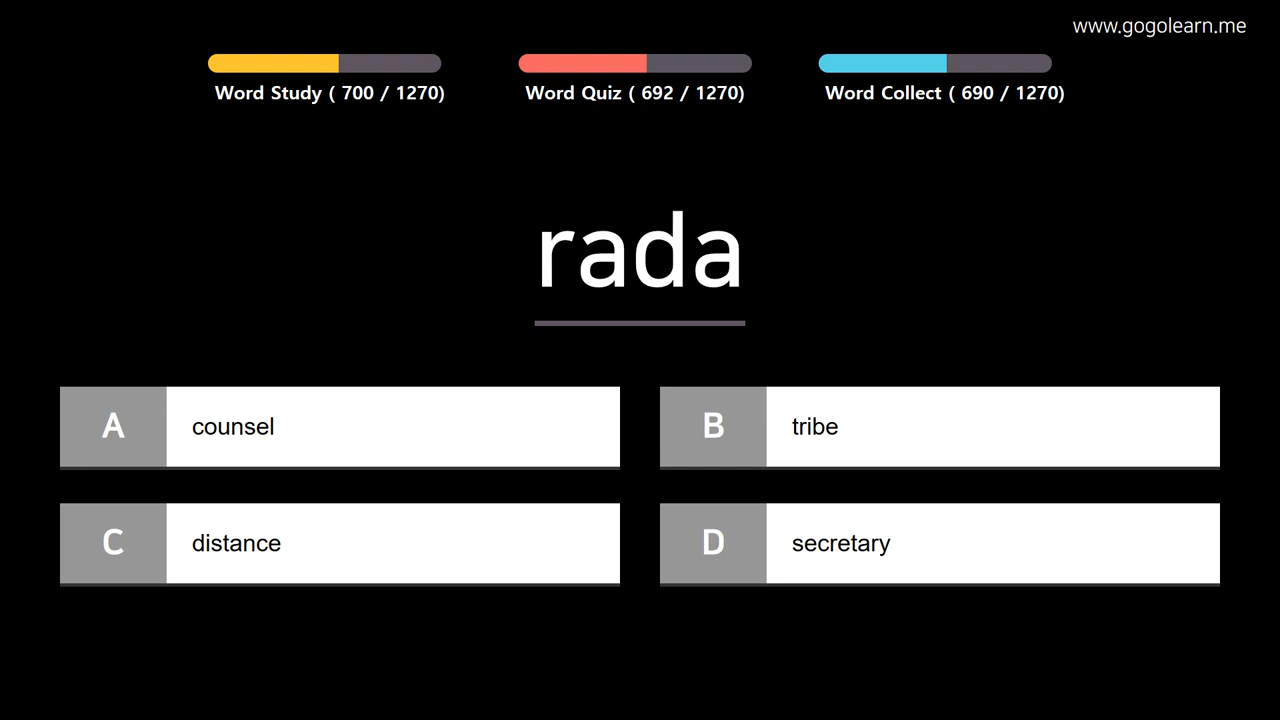 www.gogolearn.me
Word Study ( 700 / 1270)
Word Quiz ( 692 / 1270)
Word Collect ( 690 / 1270)
rada
A counsel
B tribe
C distance
D secretary